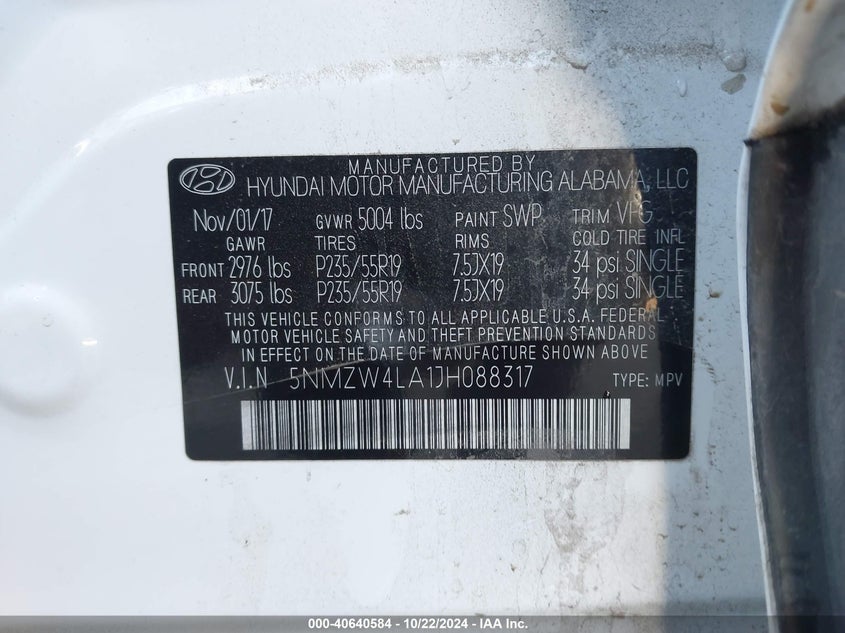 MANUFACTURED BY
HYUNDAI MOTOR MANUFACTURING ALABAMA, LLC
Nov/01/17 GVWR 5004 lbs PAINT SWP TRIM VFG
GAWR TIRES RIMS COLD TIRE INFL
FRONT 2976 lbs P235/55R19 7.5JX19 34 psi SINGLE
REAR 3075 lbs P235/55R19 7.5JX19 34 psi SINGLE
THIS VEHICLE CONFORMS TO ALL APPLICABLE U.S.A. FEDERAL
MOTOR VEHICLE SAFETY AND THEFT PREVENTION STANDARDS
IN EFFECT ON THE DATE OF MANUFACTURE SHOWN ABOVE
V.I.N 5NMZW4LA1JH088317 TYPE: MPV
000-40640584 | 10/22/2024 - IAA Inc.